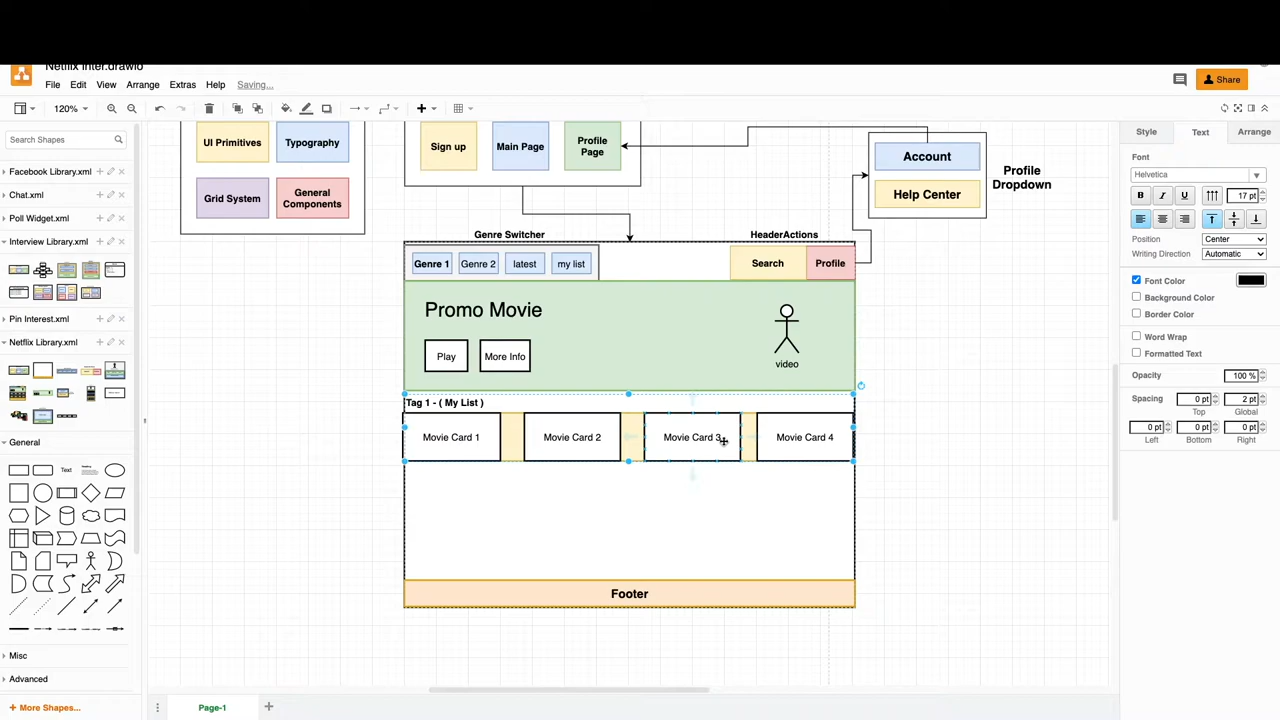 Netflix Inter.drawio
File Edit View Arrange Extras Help Saving...
Share
120%
Search Shapes
Facebook Library.xml
Chat.xml
Poll Widget.xml
Interview Library.xml
Pin Interest.xml
Netflix Library.xml
General
Text
Heading
Misc
Advanced
+ More Shapes...
UI Primitives
Typography
Grid System
General
Components
Sign up
Main Page
Profile
Page
Account
Help Center
Profile
Dropdown
Genre Switcher
HeaderActions
Genre 1
Genre 2
latest
my list
Search
Profile
Promo Movie
Play
More Info
video
Tag 1 - ( My List )
Movie Card 1
Movie Card 2
Movie Card 3
Movie Card 4
Footer
Page-1
Style
Text
Arrange
Font
Helvetica
B I U
17 pt
Position
Center
Writing Direction
Automatic
Font Color
Background Color
Border Color
Word Wrap
Formatted Text
Opacity
100 %
Spacing
0 pt
2 pt
Top
Global
0 pt
0 pt
0 pt
Left
Bottom
Right